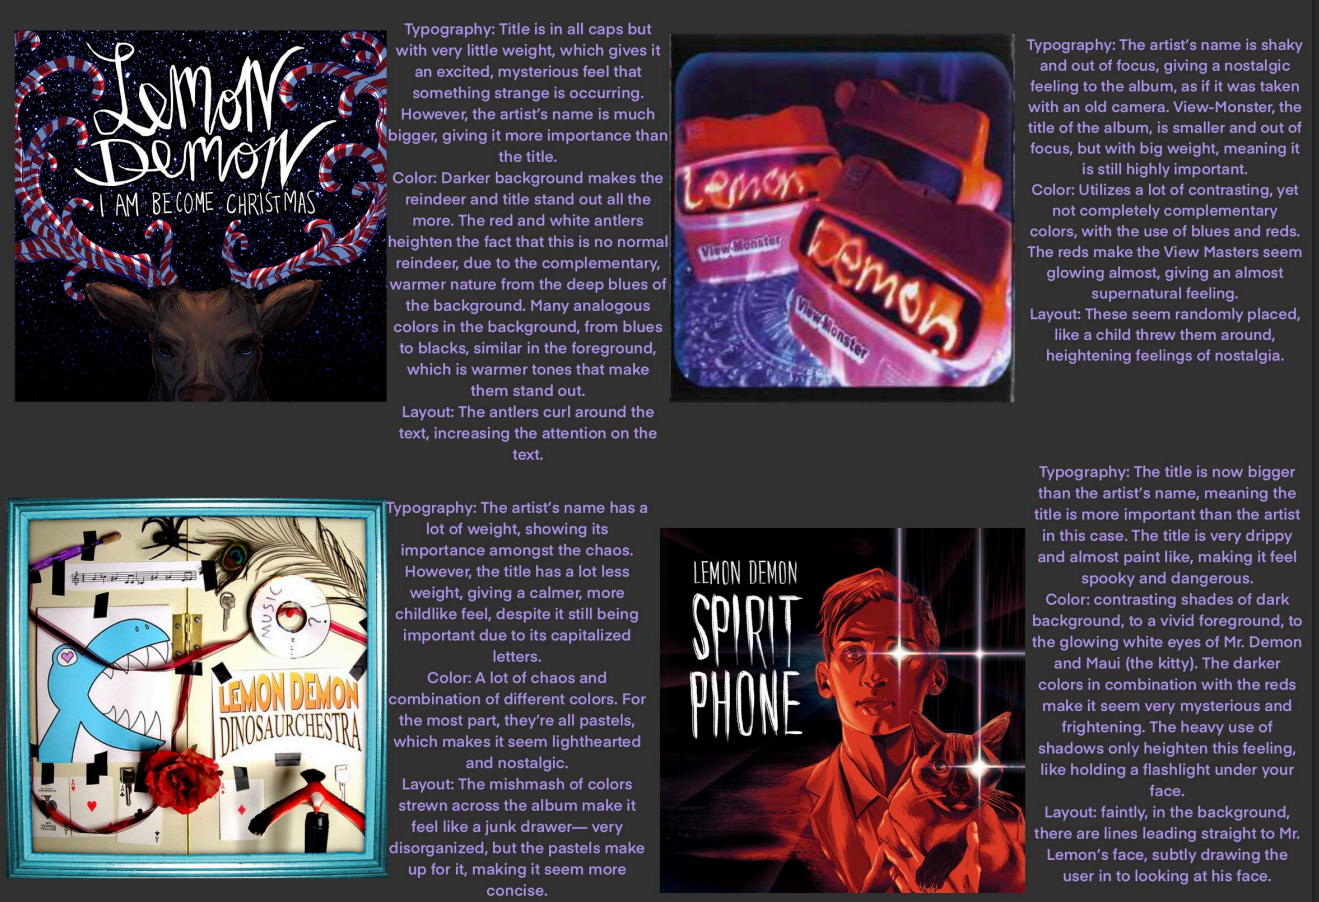 LEMON
DEMON
I AM BECOME CHRISTMAS
Typography: Title is in all caps but
with very little weight, which gives it
an excited, mysterious feel that
something strange is occurring.
However, the artist's name is much
bigger, giving it more importance than
the title.
Color: Darker background makes the
reindeer and title stand out all the
more. The red and white antlers
heighten the fact that this is no normal
reindeer, due to the complementary,
warmer nature from the deep blues of
the background. Many analogous
colors in the background, from blues
to blacks, similar in the foreground,
which is warmer tones that make
them stand out.
Layout: The antlers curl around the
text, increasing the attention on the
text.
Lemon
View-Monster
Demon
View-Monster
Typography: The artist's name is shaky
and out of focus, giving a nostalgic
feeling to the album, as if it was taken
with an old camera. View-Monster, the
title of the album, is smaller and out of
focus, but with big weight, meaning it
is still highly important.
Color: Utilizes a lot of contrasting, yet
not completely complementary
colors, with the use of blues and reds.
The reds make the View Masters seem
glowing almost, giving an almost
supernatural feeling.
Layout: These seem randomly placed,
like a child threw them around,
heightening feelings of nostalgia.
MUSIC
?
LEMON DEMON
DINOSAURCHESTRA
A
A
Typography: The artist's name has a
lot of weight, showing its
importance amongst the chaos.
However, the title has a lot less
weight, giving a calmer, more
childlike feel, despite it still being
important due to its capitalized
letters.
Color: A lot of chaos and
combination of different colors. For
the most part, they're all pastels,
which makes it seem lighthearted
and nostalgic.
Layout: The mishmash of colors
strewn across the album make it
feel like a junk drawer— very
disorganized, but the pastels make
up for it, making it seem more
concise.
LEMON DEMON
SPIRIT
PHONE
Typography: The title is now bigger
than the artist's name, meaning the
title is more important than the artist
in this case. The title is very drippy
and almost paint like, making it feel
spooky and dangerous.
Color: contrasting shades of dark
background, to a vivid foreground, to
the glowing white eyes of Mr. Demon
and Maui (the kitty). The darker
colors in combination with the reds
make it seem very mysterious and
frightening. The heavy use of
shadows only heighten this feeling,
like holding a flashlight under your
face.
Layout: faintly, in the background,
there are lines leading straight to Mr.
Lemon's face, subtly drawing the
user in to looking at his face.